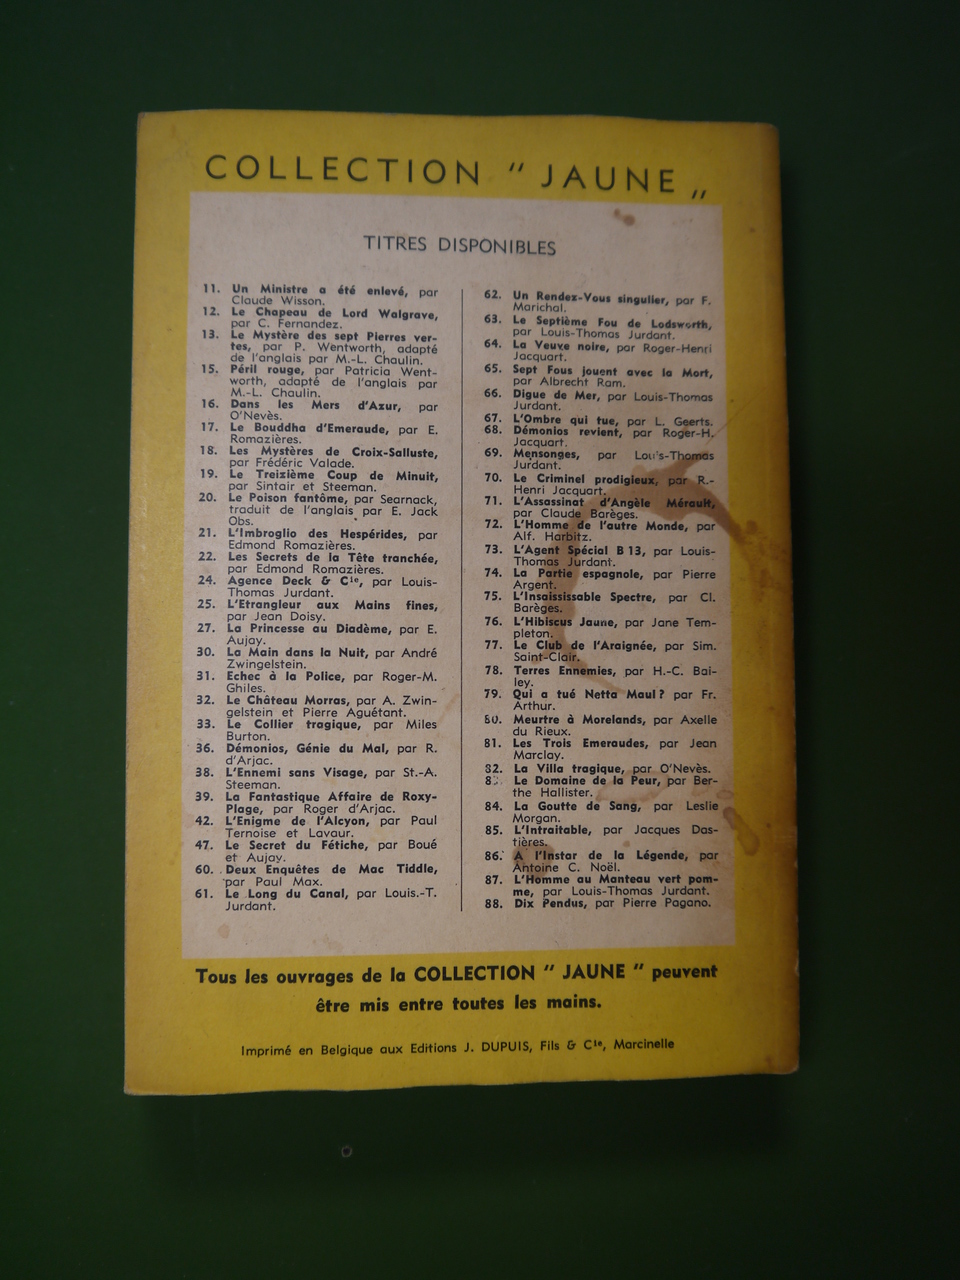 COLLECTION " JAUNE „
TITRES DISPONIBLES
11. Un Ministre a été enlevé, par
Claude Wisson.
12. Le Chapeau de Lord Walgrave,
par C. Fernandez.
13. Le Mystère des sept Pierres ver-
tes, par P. Wentworth, adapté
de l'anglais par M.-L. Chaulin.
15. Péril rouge, par Patricia Went-
worth, adapté de l'anglais par
M.-L. Chaulin.
16. Dans les Mers d'Azur, par
O'Nevès.
17. Le Bouddha d'Emeraude, par E.
Romazières.
18. Les Mystères de Croix-Salluste,
par Frédéric Valade.
19. Le Treizième Coup de Minuit,
par Sintair et Steeman.
20. Le Poison fantôme, par Searnack,
traduit de l'anglais par E. Jack
Obs.
21. L'Imbroglio des Hespérides, par
Edmond Romazières.
22. Les Secrets de la Tête tranchée,
par Edmond Romazières.
24. Agence Deck & Cie, par Louis-
Thomas Jurdant.
25. L'Etrangleur aux Mains fines,
par Jean Doisy.
27. La Princesse au Diadème, par E.
Aujay.
30. La Main dans la Nuit, par André
Zwingelstein.
31. Echec à la Police, par Roger-M.
Ghiles.
32. Le Château Morras, par A. Zwin-
gelstein et Pierre Aguétant.
33. Le Collier tragique, par Miles
Burton.
36. Démonios, Génie du Mal, par R.
d'Arjac.
38. L'Ennemi sans Visage, par St.-A.
Steeman.
39. La Fantastique Affaire de Roxy-
Plage, par Roger d'Arjac.
42. L'Enigme de l'Alcyon, par Paul
Ternoise et Lavaur.
47. Le Secret du Fétiche, par Boué
et Aujay.
60. Deux Enquêtes de Mac Tiddle,
par Paul Max.
61. Le Long du Canal, par Louis.-T.
Jurdant.
62. Un Rendez-Vous singulier, par F.
Marichal.
63. Le Septième Fou de Lodsworth,
par Louis-Thomas Jurdant.
64. La Veuve noire, par Roger-Henri
Jacquart.
65. Sept Fous jouent avec la Mort,
par Albrecht Ram.
66. Digue de Mer, par Louis-Thomas
Jurdant.
67. L'Ombre qui tue, par L. Geerts.
68. Démonios revient, par Roger-H.
Jacquart.
69. Mensonges, par Louis-Thomas
Jurdant.
70. Le Criminel prodigieux, par R.-
Henri Jacquart.
71. L'Assassinat d'Angèle Mérault,
par Claude Barèges.
72. L'Homme de l'autre Monde, par
Alf. Harbitz.
73. L'Agent Spécial B 13, par Louis-
Thomas Jurdant.
74. La Partie espagnole, par Pierre
Argent.
75. L'Insaisissable Spectre, par Cl.
Barèges.
76. L'Hibiscus Jaune, par Jane Tem-
pleton.
77. Le Club de l'Araignée, par Sim.
Saint-Clair.
78. Terres Ennemies, par H.-C. Bai-
ley.
79. Qui a tué Netta Maul ? par Fr.
Arthur.
80. Meurtre à Morelands, par Axelle
du Rieux.
81. Les Trois Emeraudes, par Jean
Marclay.
82. La Villa tragique, par O'Nevès.
83. Le Domaine de la Peur, par Ber-
the Hallister.
84. La Goutte de Sang, par Leslie
Morgan.
85. L'Intraitable, par Jacques Das-
tières.
86. A l'Instar de la Légende, par
Antoine C. Noël.
87. L'Homme au Manteau vert pom-
me, par Louis-Thomas Jurdant.
88. Dix Pendus, par Pierre Pagano.
Tous les ouvrages de la COLLECTION " JAUNE " peuvent
être mis entre toutes les mains.
Imprimé en Belgique aux Editions J. DUPUIS, Fils & Cie, Marcinelle